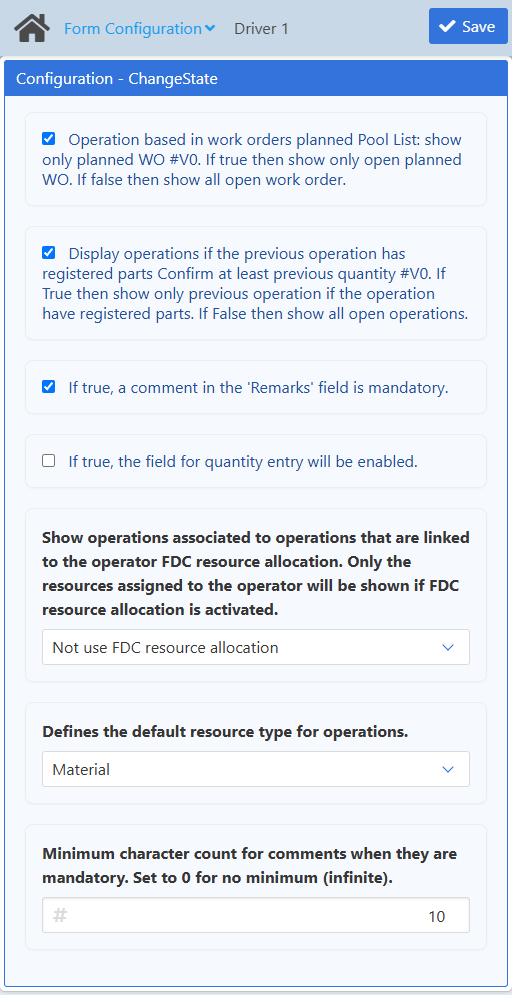 Form Configuration Driver 1 Save
Configuration - ChangeState
Operation based in work orders planned Pool List: show
only planned WO #V0. If true then show only open planned
WO. If false then show all open work order.
Display operations if the previous operation has
registered parts Confirm at least previous quantity #V0. If
True then show only previous operation if the operation
have registered parts. If False then show all open operations.
If true, a comment in the 'Remarks' field is mandatory.
If true, the field for quantity entry will be enabled.
Show operations associated to operations that are linked
to the operator FDC resource allocation. Only the
resources assigned to the operator will be shown if FDC
resource allocation is activated.
Not use FDC resource allocation
Defines the default resource type for operations.
Material
Minimum character count for comments when they are
mandatory. Set to 0 for no minimum (infinite).
# 10